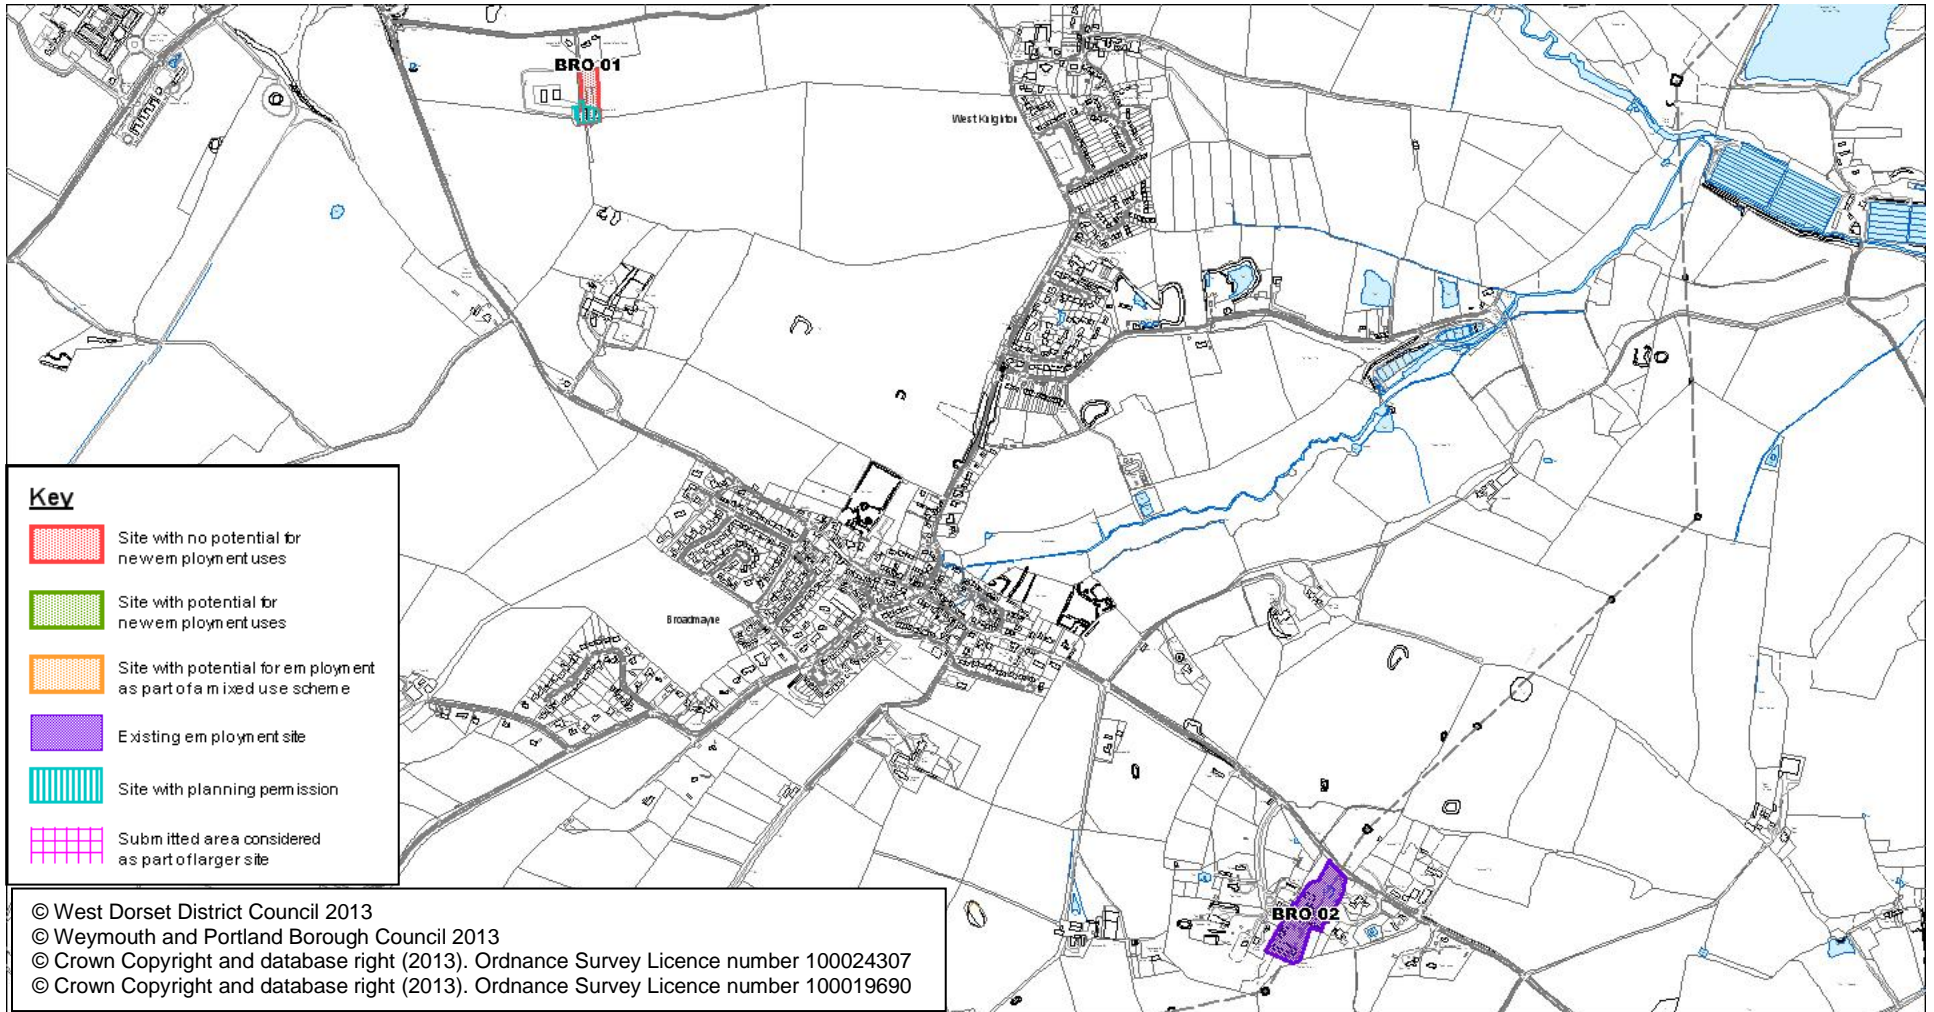 BRO 01
West Knighton
Broadmayne
BRO 02
Key
Site with no potential for
new employment uses
Site with potential for
new employment uses
Site with potential for employment
as part of a mixed use scheme
Existing employment site
Site with planning permission
Submitted area considered
as part of larger site
© West Dorset District Council 2013
© Weymouth and Portland Borough Council 2013
© Crown Copyright and database right (2013). Ordnance Survey Licence number 100024307
© Crown Copyright and database right (2013). Ordnance Survey Licence number 100019690